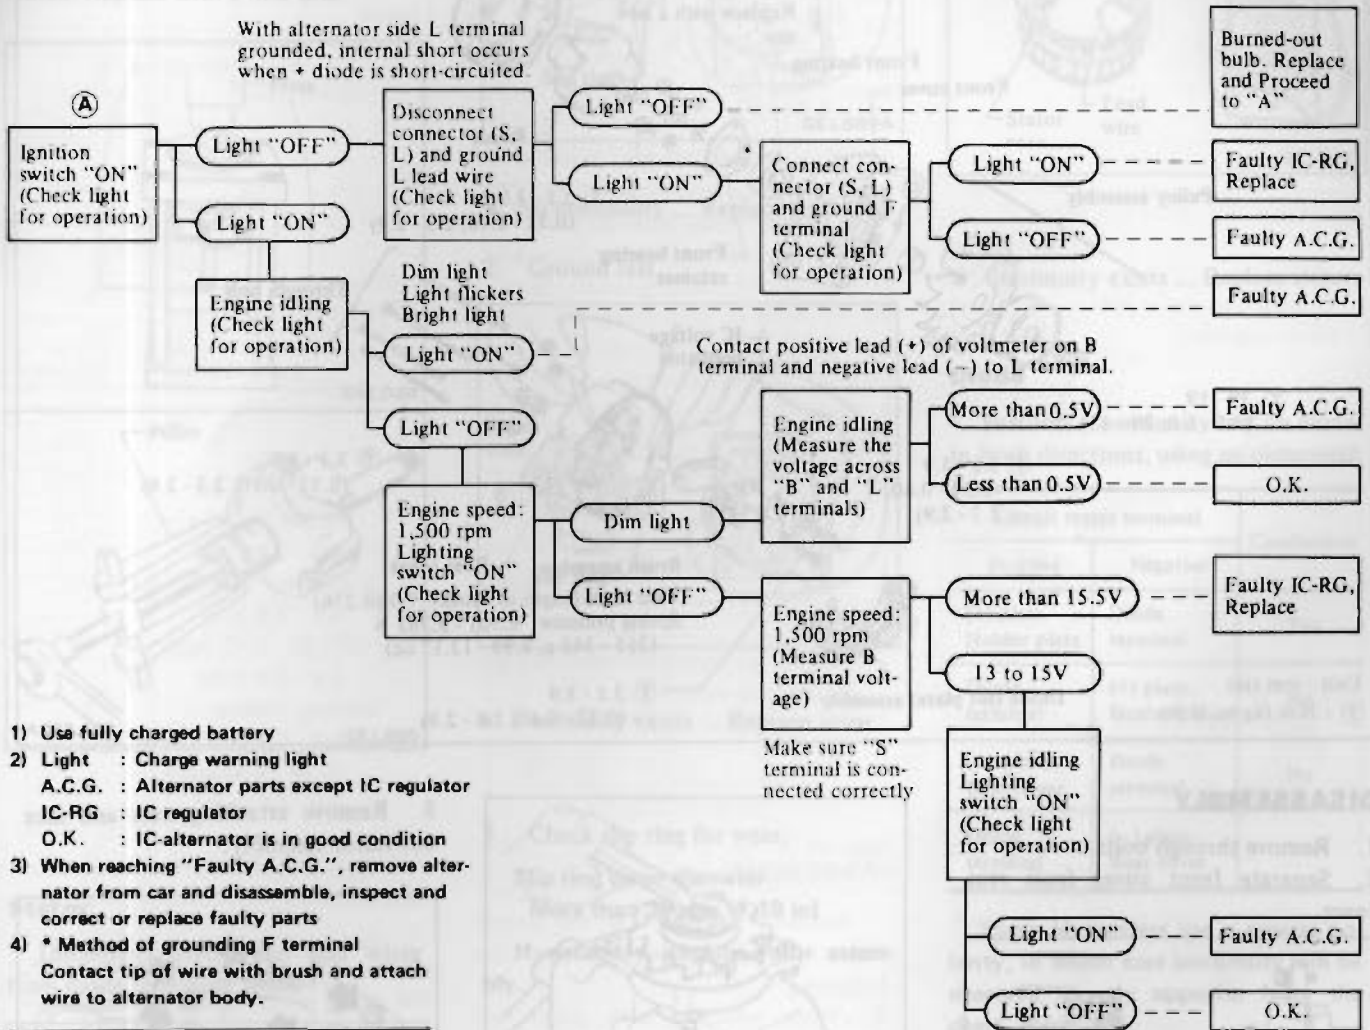 With alternator side L terminal
grounded, internal short occurs
when + diode is short-circuited.
A
Ignition
switch "ON"
(Check light
for operation)
Light "OFF"
Light "ON"
Disconnect
connector (S,
L) and ground
L lead wire
(Check light
for operation)
Light "OFF"
Light "ON"
Burned-out
bulb. Replace
and Proceed
to "A"
*
Connect con-
nector (S, L)
and ground F
terminal
(Check light
for operation)
Light "ON"
Faulty IC-RG,
Replace
Light "OFF"
Faulty A.C.G.
Engine idling
(Check light
for operation)
Dim light
Light flickers
Bright light
Light "ON"
Faulty A.C.G.
Light "OFF"
Contact positive lead (+) of voltmeter on B
terminal and negative lead (−) to L terminal.
Engine speed:
1,500 rpm
Lighting
switch "ON"
(Check light
for operation)
Dim light
Engine idling
(Measure the
voltage across
"B" and "L"
terminals)
More than 0.5V
Faulty A.C.G.
Less than 0.5V
O.K.
Light "OFF"
Engine speed:
1,500 rpm
(Measure B
terminal volt-
age)
Make sure "S"
terminal is con-
nected correctly
More than 15.5V
Faulty IC-RG,
Replace
13 to 15V
Engine idling
Lighting
switch "ON"
(Check light
for operation)
Light "ON"
Faulty A.C.G.
Light "OFF"
O.K.
1) Use fully charged battery
2) Light : Charge warning light
A.C.G. : Alternator parts except IC regulator
IC-RG : IC regulator
O.K. : IC-alternator is in good condition
3) When reaching "Faulty A.C.G.", remove alter-
nator from car and disassemble, inspect and
correct or replace faulty parts
4) * Method of grounding F terminal
Contact tip of wire with brush and attach
wire to alternator body.